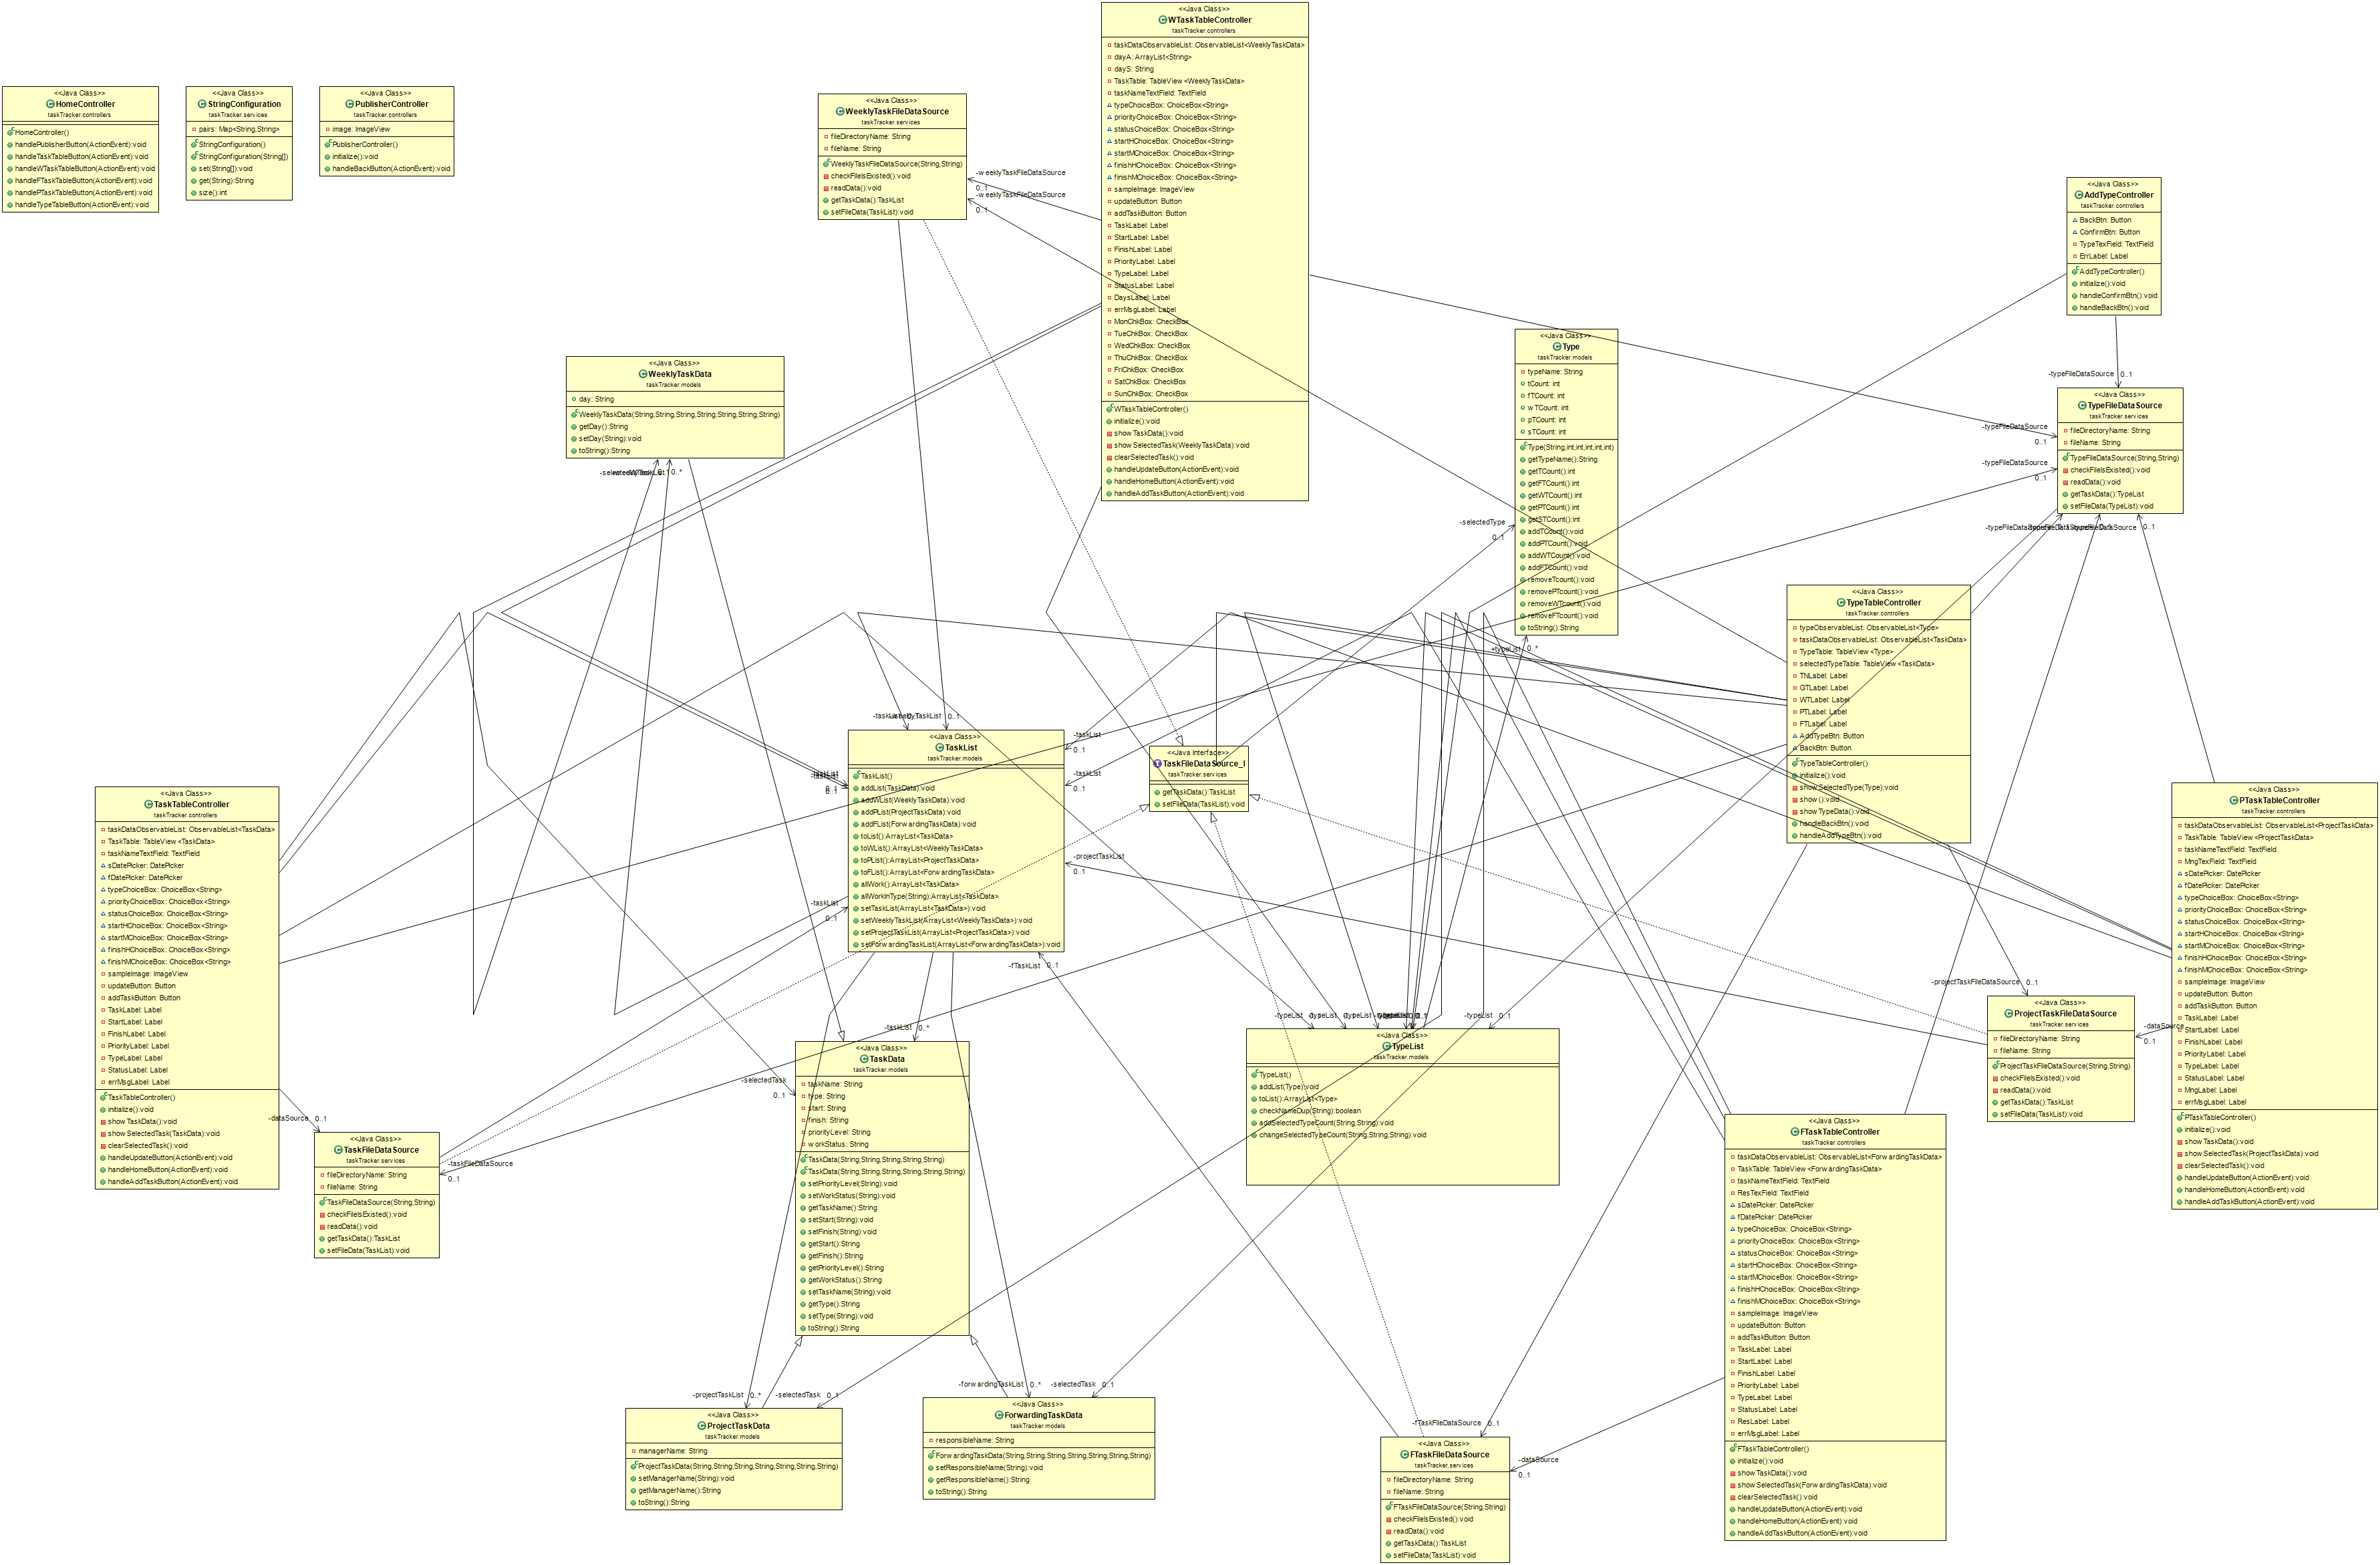 <<Java Class>>
HomeController
taskTracker.controllers
HomeController()
handlePublisherButton(ActionEvent):void
handleTaskTableButton(ActionEvent):void
handleWTaskTableButton(ActionEvent):void
handleFTaskTableButton(ActionEvent):void
handlePTaskTableButton(ActionEvent):void
handleTypeTableButton(ActionEvent):void
<<Java Class>>
StringConfiguration
taskTracker.services
pairs: Map<String,String>
StringConfiguration()
StringConfiguration(String[])
set(String[]):void
get(String):String
size():int
<<Java Class>>
PublisherController
taskTracker.controllers
image: ImageView
PublisherController()
initialize():void
handleBackButton(ActionEvent):void
<<Java Class>>
WeeklyTaskFileDataSource
taskTracker.services
fileDirectoryName: String
fileName: String
WeeklyTaskFileDataSource(String,String)
checkFileIsExisted():void
readData():void
getTaskData():TaskList
setFileData(TaskList):void
-weeklyTaskFileDataSource
0..1
-weeklyTaskFileDataSource
0..1
<<Java Class>>
WTaskTableController
taskTracker.controllers
taskDataObservableList: ObservableList<WeeklyTaskData>
dayA: ArrayList<String>
dayS: String
TaskTable: TableView<WeeklyTaskData>
taskNameTextField: TextField
typeChoiceBox: ChoiceBox<String>
priorityChoiceBox: ChoiceBox<String>
statusChoiceBox: ChoiceBox<String>
startHChoiceBox: ChoiceBox<String>
startMChoiceBox: ChoiceBox<String>
finishHChoiceBox: ChoiceBox<String>
finishMChoiceBox: ChoiceBox<String>
sampleImage: ImageView
updateButton: Button
addTaskButton: Button
TaskLabel: Label
StartLabel: Label
FinishLabel: Label
PriorityLabel: Label
TypeLabel: Label
StatusLabel: Label
DaysLabel: Label
errMsgLabel: Label
MonChkBox: CheckBox
TueChkBox: CheckBox
WedChkBox: CheckBox
ThuChkBox: CheckBox
FriChkBox: CheckBox
SatChkBox: CheckBox
SunChkBox: CheckBox
WTaskTableController()
initialize():void
showTaskData():void
showSelectedTask(WeeklyTaskData):void
clearSelectedTask():void
handleUpdateButton(ActionEvent):void
handleHomeButton(ActionEvent):void
handleAddTaskButton(ActionEvent):void
<<Java Class>>
AddTypeController
taskTracker.controllers
BackBtn: Button
ConfirmBtn: Button
TypeTexField: TextField
ErrLabel: Label
AddTypeController()
initialize():void
handleConfirmBtn():void
handleBackBtn():void
-typeFileDataSource 0..1
<<Java Class>>
Type
taskTracker.models
typeName: String
tCount: int
fTCount: int
wTCount: int
pTCount: int
sTCount: int
Type(String,int,int,int,int,int)
getTypeName():String
getTCount():int
getFTCount():int
getWTCount():int
getPTCount():int
getSTCount():int
addTCount():void
addPTCount():void
addWTCount():void
addFTCount():void
removeTcount():void
removePTcount():void
removeWTcount():void
removeFTcount():void
toString():String
-selectedType
0..1
+typeList 0..*
<<Java Class>>
WeeklyTaskData
taskTracker.models
day: String
WeeklyTaskData(String,String,String,String,String,String,String)
getDay():String
setDay(String):void
toString():String
0..*
<<Java Class>>
TypeFileDataSource
taskTracker.services
fileDirectoryName: String
fileName: String
TypeFileDataSource(String,String)
checkFileIsExisted():void
readData():void
getTaskData():TypeList
setFileData(TypeList):void
-typeFileDataSource
0..1
-typeFileDataSource
0..1
0..1
<<Java Class>>
TypeTableController
taskTracker.controllers
typeObservableList: ObservableList<Type>
taskDataObservableList: ObservableList<TaskData>
TypeTable: TableView<Type>
selectedTypeTable: TableView<TaskData>
TNLabel: Label
GTLabel: Label
WTLabel: Label
PTLabel: Label
FTLabel: Label
AddTypeBtn: Button
BackBtn: Button
TypeTableController()
initialize():void
showSelectedType(Type):void
show():void
showTypeData():void
handleBackBtn():void
handleAddTypeBtn():void
<<Java Class>>
TaskList
taskTracker.models
TaskList()
addList(TaskData):void
addWList(WeeklyTaskData):void
addPList(ProjectTaskData):void
addFList(ForwardingTaskData):void
toList():ArrayList<TaskData>
toWList():ArrayList<WeeklyTaskData>
toPList():ArrayList<ProjectTaskData>
toFList():ArrayList<ForwardingTaskData>
allWork():ArrayList<TaskData>
allWorkInType(String):ArrayList<TaskData>
setTaskList(ArrayList<TaskData>):void
setWeeklyTaskList(ArrayList<WeeklyTaskData>):void
setProjectTaskList(ArrayList<ProjectTaskData>):void
setForwardingTaskList(ArrayList<ForwardingTaskData>):void
0..1
-taskList
0..1
-taskList
0..1
-projectTaskList
0..1
-taskList
0..1
-fTaskList 0..1
<<Java Interface>>
TaskFileDataSource_I
taskTracker.services
getTaskData():TaskList
setFileData(TaskList):void
<<Java Class>>
TaskTableController
taskTracker.controllers
taskDataObservableList: ObservableList<TaskData>
TaskTable: TableView<TaskData>
taskNameTextField: TextField
sDatePicker: DatePicker
fDatePicker: DatePicker
typeChoiceBox: ChoiceBox<String>
priorityChoiceBox: ChoiceBox<String>
statusChoiceBox: ChoiceBox<String>
startHChoiceBox: ChoiceBox<String>
startMChoiceBox: ChoiceBox<String>
finishHChoiceBox: ChoiceBox<String>
finishMChoiceBox: ChoiceBox<String>
sampleImage: ImageView
updateButton: Button
addTaskButton: Button
TaskLabel: Label
StartLabel: Label
FinishLabel: Label
PriorityLabel: Label
TypeLabel: Label
StatusLabel: Label
errMsgLabel: Label
TaskTableController()
initialize():void
showTaskData():void
showSelectedTask(TaskData):void
clearSelectedTask():void
handleUpdateButton(ActionEvent):void
handleHomeButton(ActionEvent):void
handleAddTaskButton(ActionEvent):void
-dataSource 0..1
<<Java Class>>
PTaskTableController
taskTracker.controllers
taskDataObservableList: ObservableList<ProjectTaskData>
TaskTable: TableView<ProjectTaskData>
taskNameTextField: TextField
MngTexField: TextField
sDatePicker: DatePicker
fDatePicker: DatePicker
typeChoiceBox: ChoiceBox<String>
priorityChoiceBox: ChoiceBox<String>
statusChoiceBox: ChoiceBox<String>
startHChoiceBox: ChoiceBox<String>
startMChoiceBox: ChoiceBox<String>
finishHChoiceBox: ChoiceBox<String>
finishMChoiceBox: ChoiceBox<String>
sampleImage: ImageView
updateButton: Button
addTaskButton: Button
TaskLabel: Label
StartLabel: Label
FinishLabel: Label
PriorityLabel: Label
TypeLabel: Label
StatusLabel: Label
MngLabel: Label
errMsgLabel: Label
PTaskTableController()
initialize():void
showTaskData():void
showSelectedTask(ProjectTaskData):void
clearSelectedTask():void
handleUpdateButton(ActionEvent):void
handleHomeButton(ActionEvent):void
handleAddTaskButton(ActionEvent):void
-projectTaskFileDataSource 0..1
-dataSource
0..1
<<Java Class>>
ProjectTaskFileDataSource
taskTracker.services
fileDirectoryName: String
fileName: String
ProjectTaskFileDataSource(String,String)
checkFileIsExisted():void
readData():void
getTaskData():TaskList
setFileData(TaskList):void
-taskList 0..*
<<Java Class>>
TaskData
taskTracker.models
taskName: String
type: String
start: String
finish: String
priorityLevel: String
workStatus: String
TaskData(String,String,String,String,String)
TaskData(String,String,String,String,String,String)
setPriorityLevel(String):void
setWorkStatus(String):void
getTaskName():String
setStart(String):void
setFinish(String):void
getStart():String
getFinish():String
getPriorityLevel():String
getWorkStatus():String
setTaskName(String):void
getType():String
setType(String):void
toString():String
-selectedTask
0..1
-typeList
-typeList 0..1
<<Java Class>>
TypeList
taskTracker.models
TypeList()
addList(Type):void
toList():ArrayList<Type>
checkNameDup(String):boolean
addSelectedTypeCount(String,String):void
changeSelectedTypeCount(String,String,String):void
<<Java Class>>
TaskFileDataSource
taskTracker.services
fileDirectoryName: String
fileName: String
TaskFileDataSource(String,String)
checkFileIsExisted():void
readData():void
getTaskData():TaskList
setFileData(TaskList):void
-taskFileDataSource
0..1
<<Java Class>>
FTaskTableController
taskTracker.controllers
taskDataObservableList: ObservableList<ForwardingTaskData>
TaskTable: TableView<ForwardingTaskData>
taskNameTextField: TextField
ResTexField: TextField
sDatePicker: DatePicker
fDatePicker: DatePicker
typeChoiceBox: ChoiceBox<String>
priorityChoiceBox: ChoiceBox<String>
statusChoiceBox: ChoiceBox<String>
startHChoiceBox: ChoiceBox<String>
startMChoiceBox: ChoiceBox<String>
finishHChoiceBox: ChoiceBox<String>
finishMChoiceBox: ChoiceBox<String>
sampleImage: ImageView
updateButton: Button
addTaskButton: Button
TaskLabel: Label
StartLabel: Label
FinishLabel: Label
PriorityLabel: Label
TypeLabel: Label
StatusLabel: Label
ResLabel: Label
errMsgLabel: Label
FTaskTableController()
initialize():void
showTaskData():void
showSelectedTask(ForwardingTaskData):void
clearSelectedTask():void
handleUpdateButton(ActionEvent):void
handleHomeButton(ActionEvent):void
handleAddTaskButton(ActionEvent):void
-projectTaskList 0..* -selectedTask 0..1
<<Java Class>>
ProjectTaskData
taskTracker.models
managerName: String
ProjectTaskData(String,String,String,String,String,String,String)
setManagerName(String):void
getManagerName():String
toString():String
-forwardingTaskList 0..* -selectedTask 0..1
<<Java Class>>
ForwardingTaskData
taskTracker.models
responsibleName: String
ForwardingTaskData(String,String,String,String,String,String,String)
setResponsibleName(String):void
getResponsibleName():String
toString():String
-fTaskFileDataSource 0..1
<<Java Class>>
FTaskFileDataSource
taskTracker.services
fileDirectoryName: String
fileName: String
FTaskFileDataSource(String,String)
checkFileIsExisted():void
readData():void
getTaskData():TaskList
setFileData(TaskList):void
-dataSource
0..1